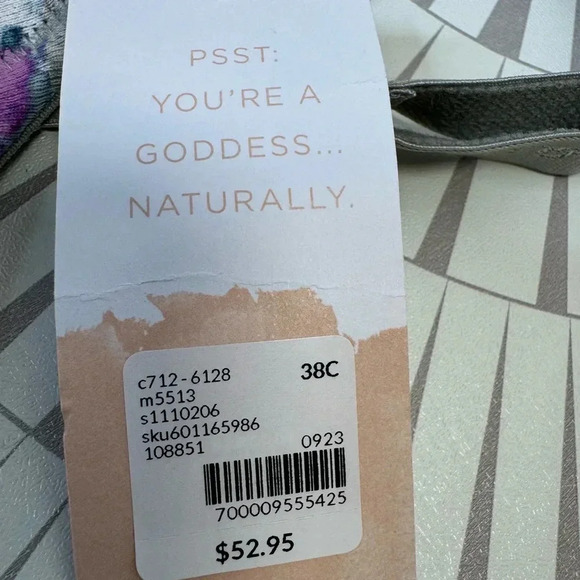 PSST:
YOU'RE A
GODDESS...
NATURALLY.
c712-6128 38C
m5513
s1110206
sku601165986
108851 0923
700009555425
$52.95